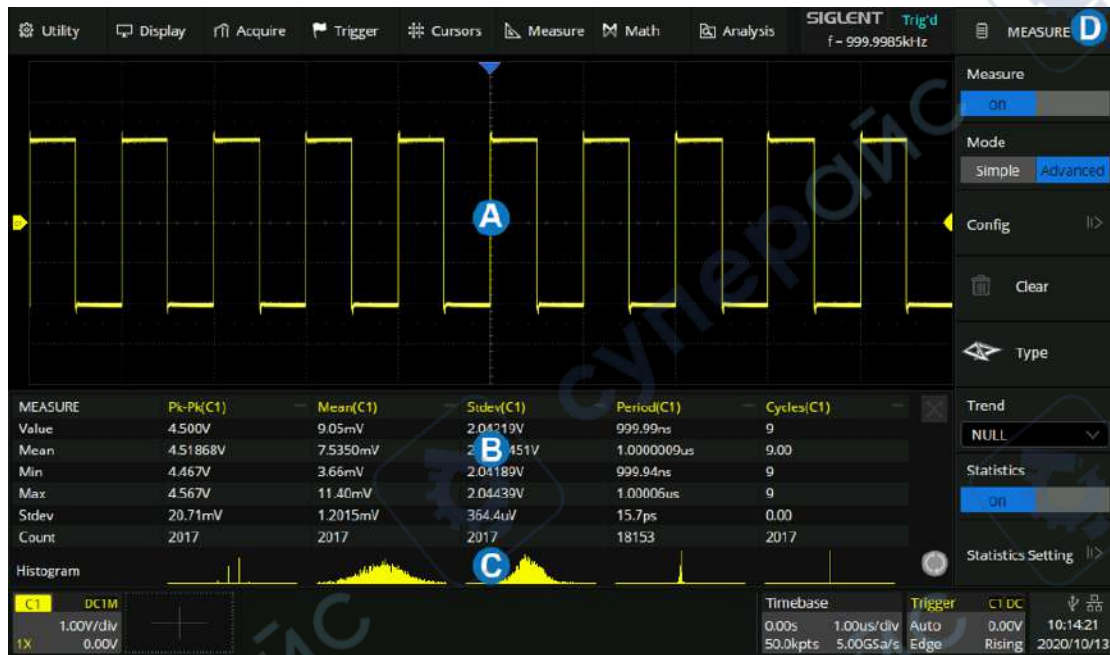 Utility Display Acquire Trigger Cursors Measure Math Analysis SIGLENT Trig'd
f = 999.9985kHz
MEASURE D
Measure
on
Mode
Simple Advanced
A
Config
Clear
Type
Trend
NULL
Statistics
on
Statistics Setting
MEASURE Pk-Pk(C1) Mean(C1) Stdev(C1) Period(C1) Cycles(C1)
Value 4.500V 9.05mV 2.04219V 999.99ns 9
Mean 4.51868V 7.5350mV 2 B 451V 1.0000009us 9.00
Min 4.467V 3.66mV 2.04189V 999.94ns 9
Max 4.567V 11.40mV 2.04439V 1.00006us 9
Stdev 20.71mV 1.2015mV 364.4uV 15.7ps 0.00
Count 2017 2017 2017 18153 2017
Histogram C
C1 DC1M
1.00V/div
1X 0.00V
Timebase
0.00s 1.00us/div
50.0kpts 5.00GSa/s
Trigger C1 DC
Auto 0.00V
Edge Rising
10:14:21
2020/10/13
суперайс